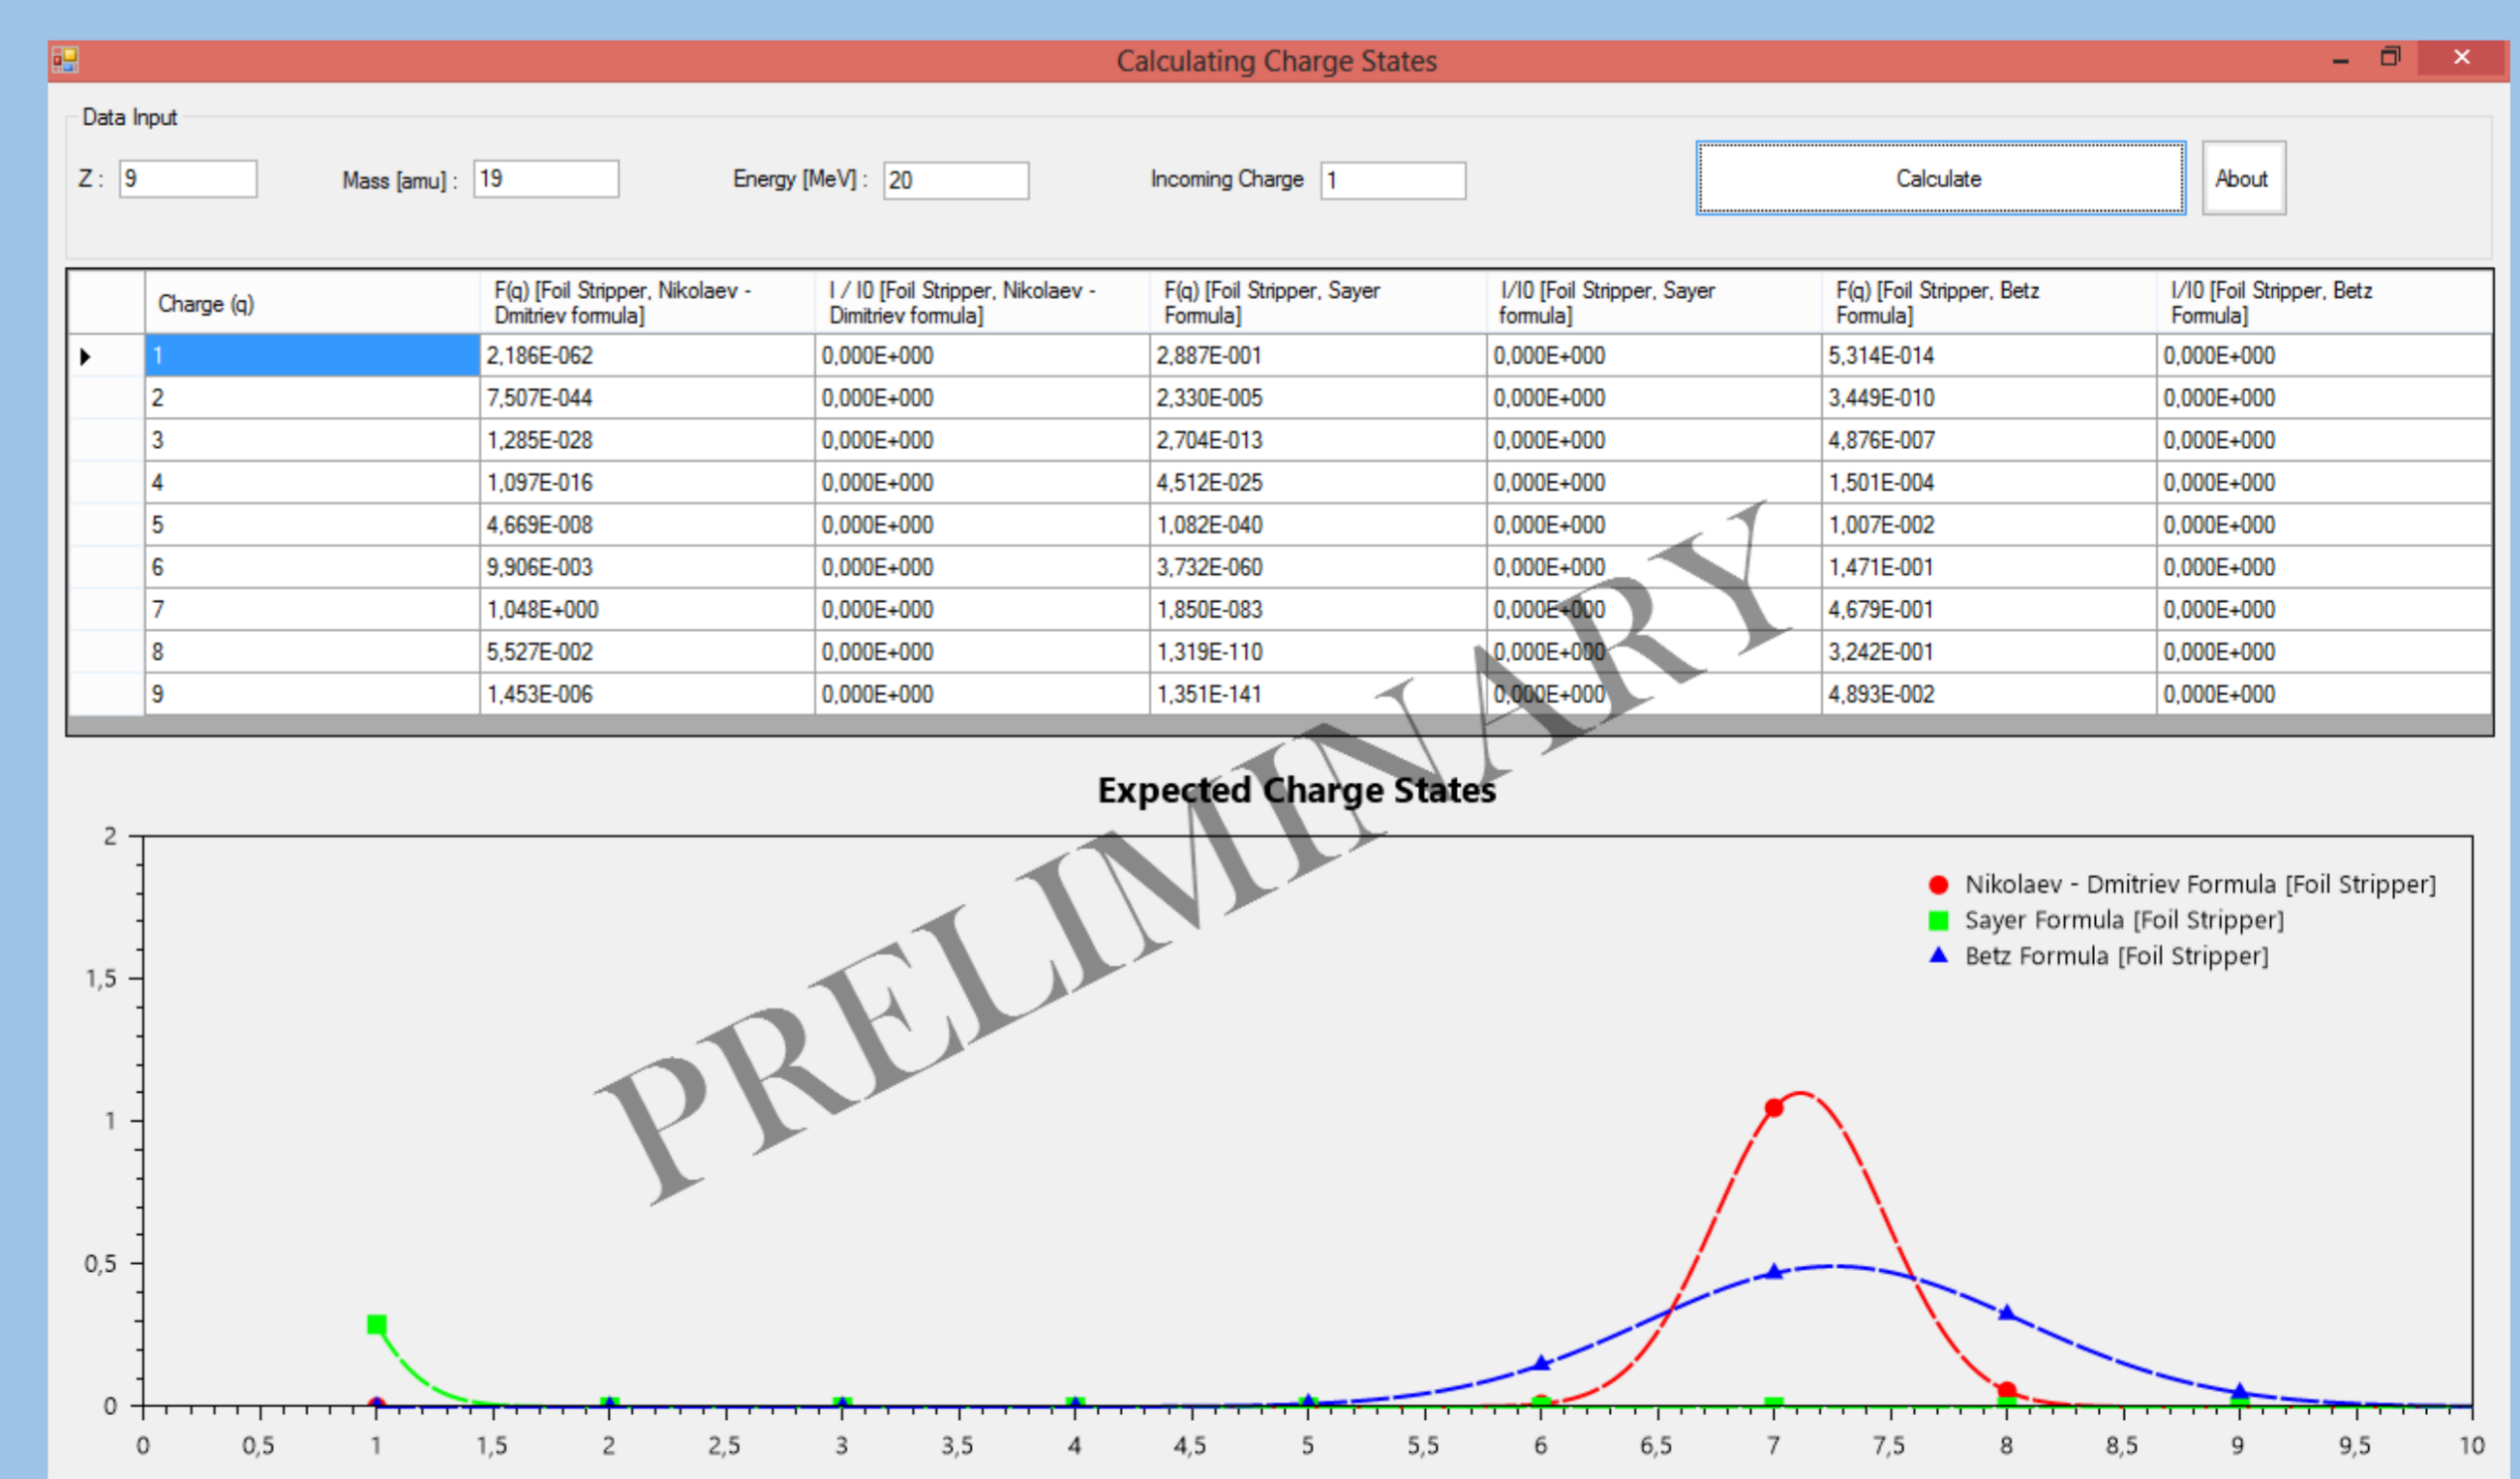 Calculating Charge States
Data Input
Z : 9 Mass [amu] : 19 Energy [MeV] : 20 Incoming Charge 1 Calculate About
Charge (q) F(q) [Foil Stripper, Nikolaev - Dmitriev formula] I / I0 [Foil Stripper, Nikolaev - Dimitriev formula] F(q) [Foil Stripper, Sayer Formula] I/I0 [Foil Stripper, Sayer formula] F(q) [Foil Stripper, Betz Formula] I/I0 [Foil Stripper, Betz Formula]
1 2,186E-062 0,000E+000 2,887E-001 0,000E+000 5,314E-014 0,000E+000
2 7,507E-044 0,000E+000 2,330E-005 0,000E+000 3,449E-010 0,000E+000
3 1,285E-028 0,000E+000 2,704E-013 0,000E+000 4,876E-007 0,000E+000
4 1,097E-016 0,000E+000 4,512E-025 0,000E+000 1,501E-004 0,000E+000
5 4,669E-008 0,000E+000 1,082E-040 0,000E+000 1,007E-002 0,000E+000
6 9,906E-003 0,000E+000 3,732E-060 0,000E+000 1,471E-001 0,000E+000
7 1,048E+000 0,000E+000 1,850E-083 0,000E+000 4,679E-001 0,000E+000
8 5,527E-002 0,000E+000 1,319E-110 0,000E+000 3,242E-001 0,000E+000
9 1,453E-006 0,000E+000 1,351E-141 0,000E+000 4,893E-002 0,000E+000
PRELIMINARY
Expected Charge States
2
Nikolaev - Dmitriev Formula [Foil Stripper]
Sayer Formula [Foil Stripper]
Betz Formula [Foil Stripper]
1,5
1
0,5
0
0 0,5 1 1,5 2 2,5 3 3,5 4 4,5 5 5,5 6 6,5 7 7,5 8 8,5 9 9,5 10